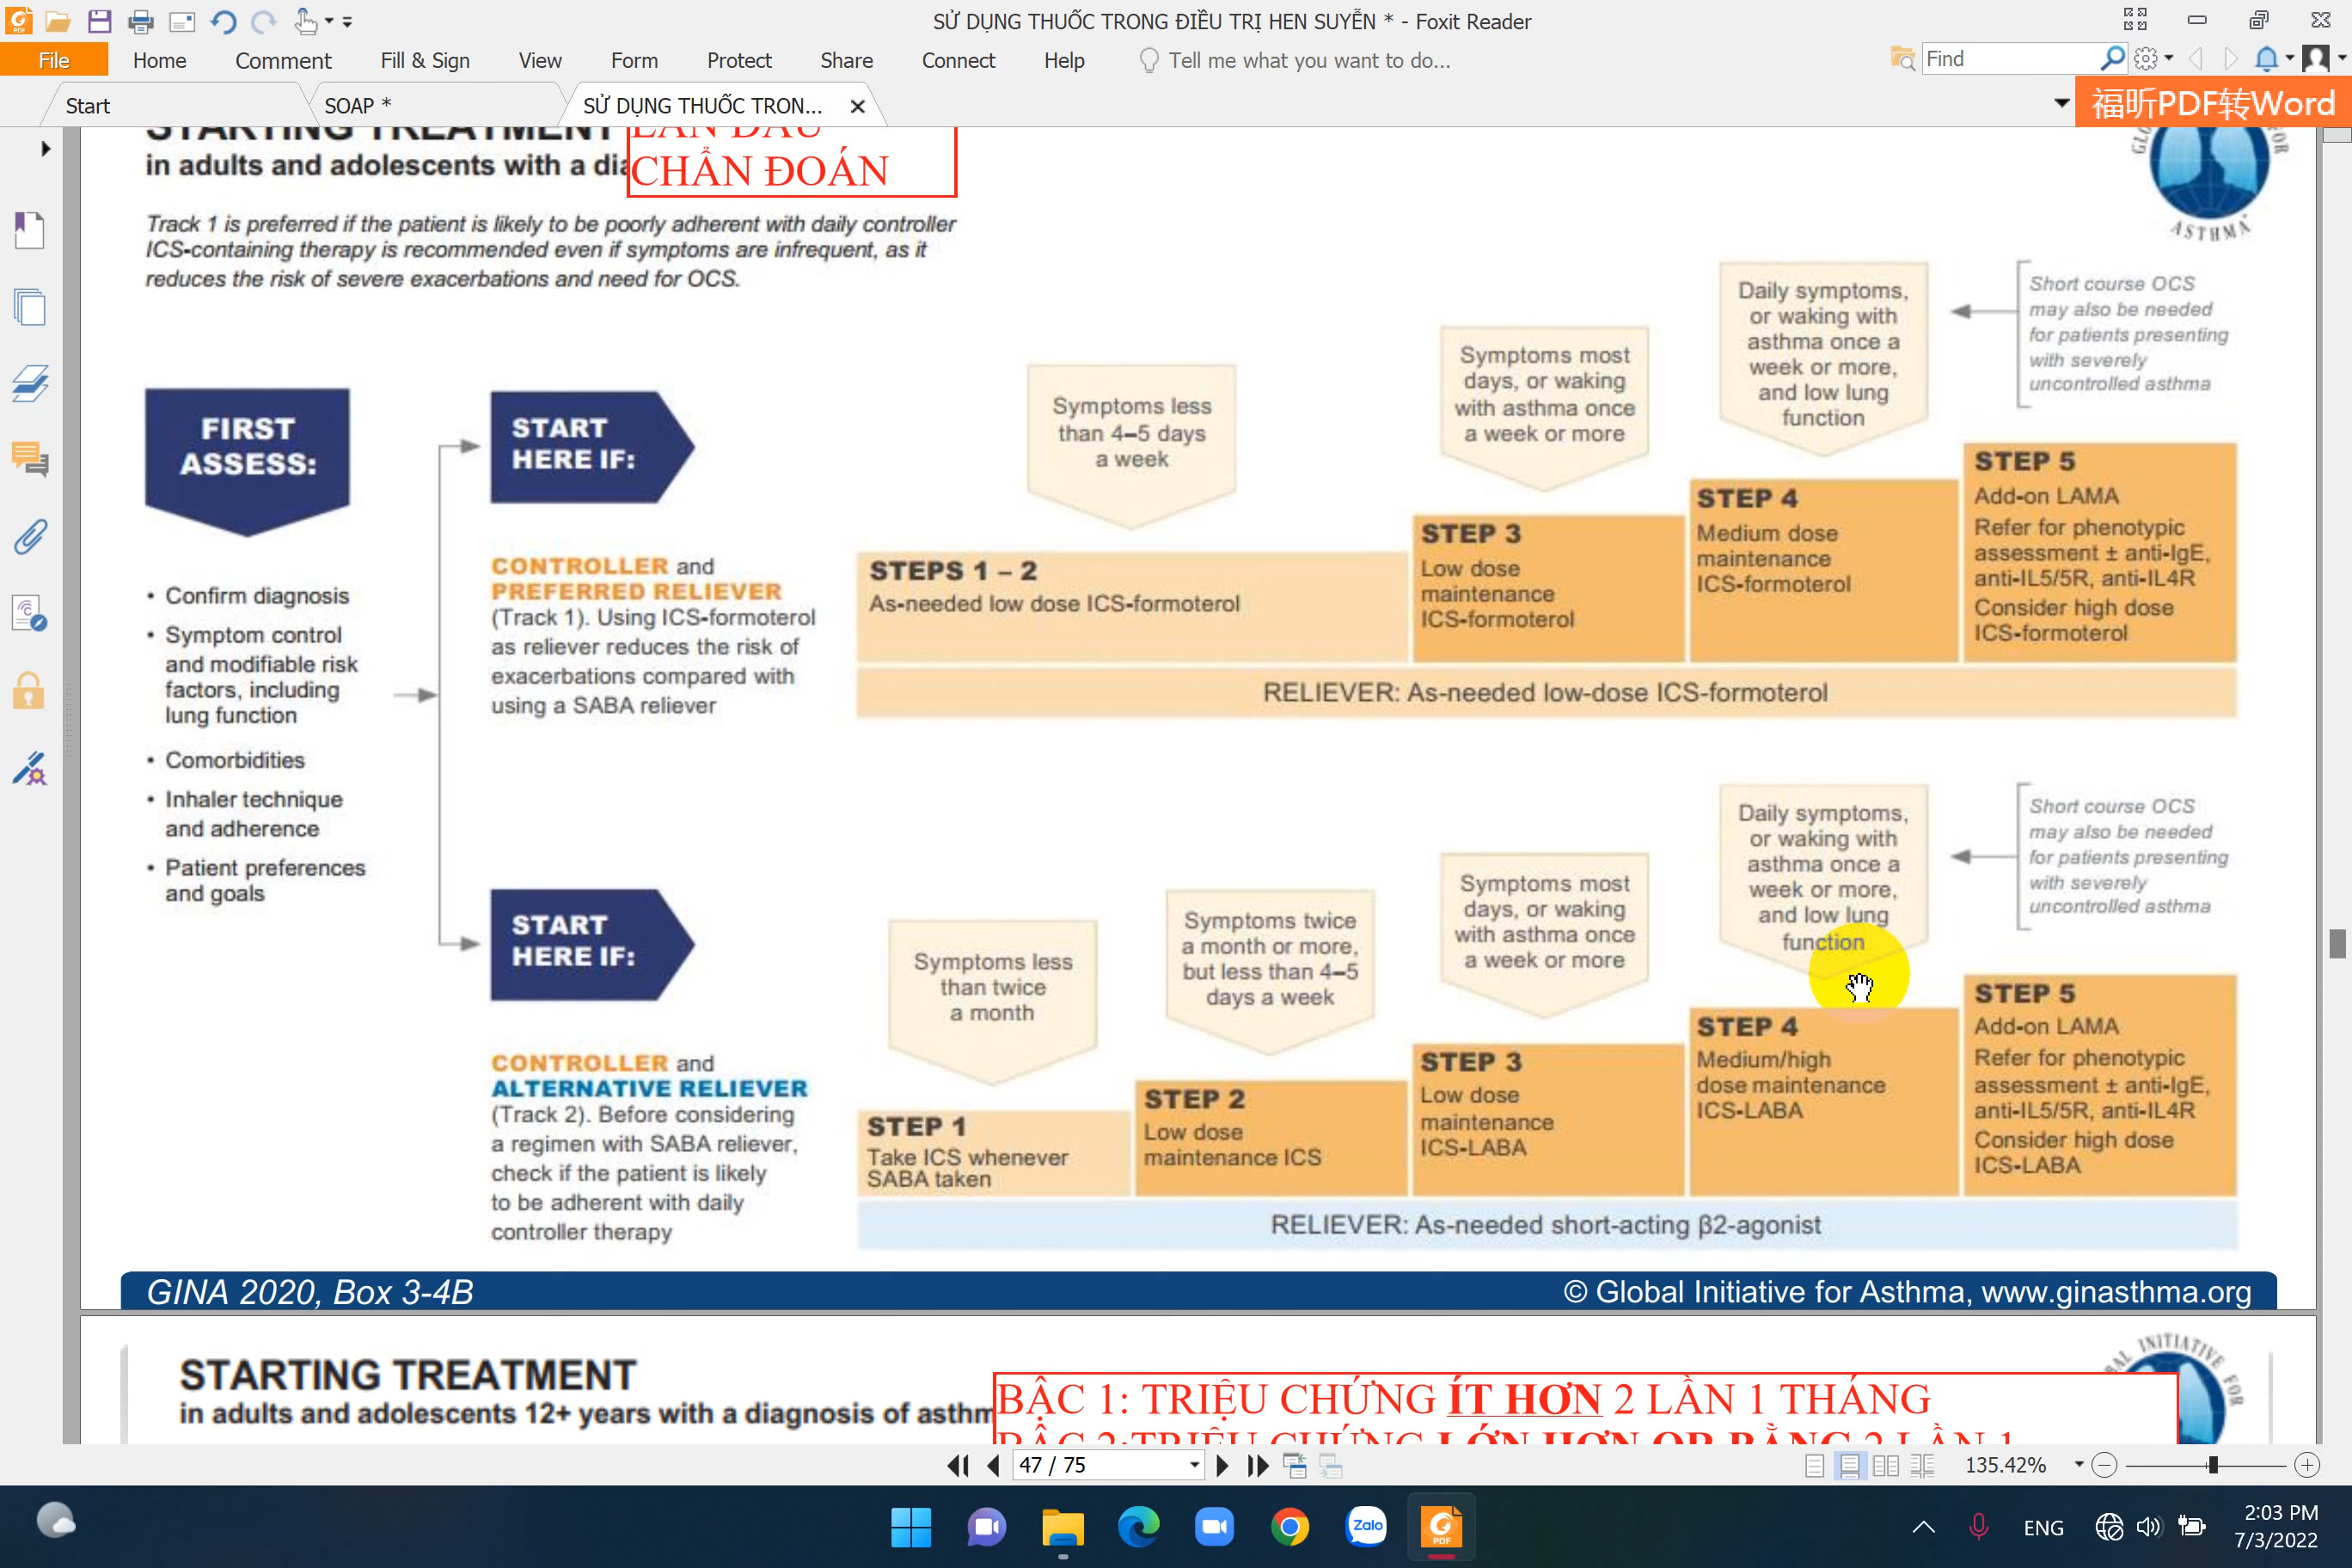 SỬ DỤNG THUỐC TRONG ĐIỀU TRỊ HEN SUYỄN * - Foxit Reader
File Home Comment Fill & Sign View Form Protect Share Connect Help Tell me what you want to do... Find
Start SOAP * SỬ DỤNG THUỐC TRON... 福昕PDF转Word
STARTING TREATMENT
LẦN ĐẦU
CHẨN ĐOÁN
in adults and adolescents with a dia
Track 1 is preferred if the patient is likely to be poorly adherent with daily controller
ICS-containing therapy is recommended even if symptoms are infrequent, as it
reduces the risk of severe exacerbations and need for OCS.
ASTHMA
FIRST
ASSESS:
• Confirm diagnosis
• Symptom control
and modifiable risk
factors, including
lung function
• Comorbidities
• Inhaler technique
and adherence
• Patient preferences
and goals
START
HERE IF:
CONTROLLER and
PREFERRED RELIEVER
(Track 1). Using ICS-formoterol
as reliever reduces the risk of
exacerbations compared with
using a SABA reliever
Symptoms less
than 4–5 days
a week
Symptoms most
days, or waking
with asthma once
a week or more
Daily symptoms,
or waking with
asthma once a
week or more,
and low lung
function
Short course OCS
may also be needed
for patients presenting
with severely
uncontrolled asthma
STEPS 1 – 2
As-needed low dose ICS-formoterol
STEP 3
Low dose
maintenance
ICS-formoterol
STEP 4
Medium dose
maintenance
ICS-formoterol
STEP 5
Add-on LAMA
Refer for phenotypic
assessment ± anti-IgE,
anti-IL5/5R, anti-IL4R
Consider high dose
ICS-formoterol
RELIEVER: As-needed low-dose ICS-formoterol
START
HERE IF:
CONTROLLER and
ALTERNATIVE RELIEVER
(Track 2). Before considering
a regimen with SABA reliever,
check if the patient is likely
to be adherent with daily
controller therapy
Symptoms less
than twice
a month
Symptoms twice
a month or more,
but less than 4–5
days a week
Symptoms most
days, or waking
with asthma once
a week or more
Daily symptoms,
or waking with
asthma once a
week or more,
and low lung
function
Short course OCS
may also be needed
for patients presenting
with severely
uncontrolled asthma
STEP 1
Take ICS whenever
SABA taken
STEP 2
Low dose
maintenance ICS
STEP 3
Low dose
maintenance
ICS-LABA
STEP 4
Medium/high
dose maintenance
ICS-LABA
STEP 5
Add-on LAMA
Refer for phenotypic
assessment ± anti-IgE,
anti-IL5/5R, anti-IL4R
Consider high dose
ICS-LABA
RELIEVER: As-needed short-acting β2-agonist
GINA 2020, Box 3-4B © Global Initiative for Asthma, www.ginasthma.org
STARTING TREATMENT
in adults and adolescents 12+ years with a diagnosis of asthm
BẬC 1: TRIỆU CHỨNG ÍT HƠN 2 LẦN 1 THÁNG
BẬC 2:TRIỆU CHỨNG LỚN HƠN OR BẰNG 2 LẦN 1
INITIATIVE FOR
47 / 75 135.42%
Zalo
ENG
2:03 PM
7/3/2022